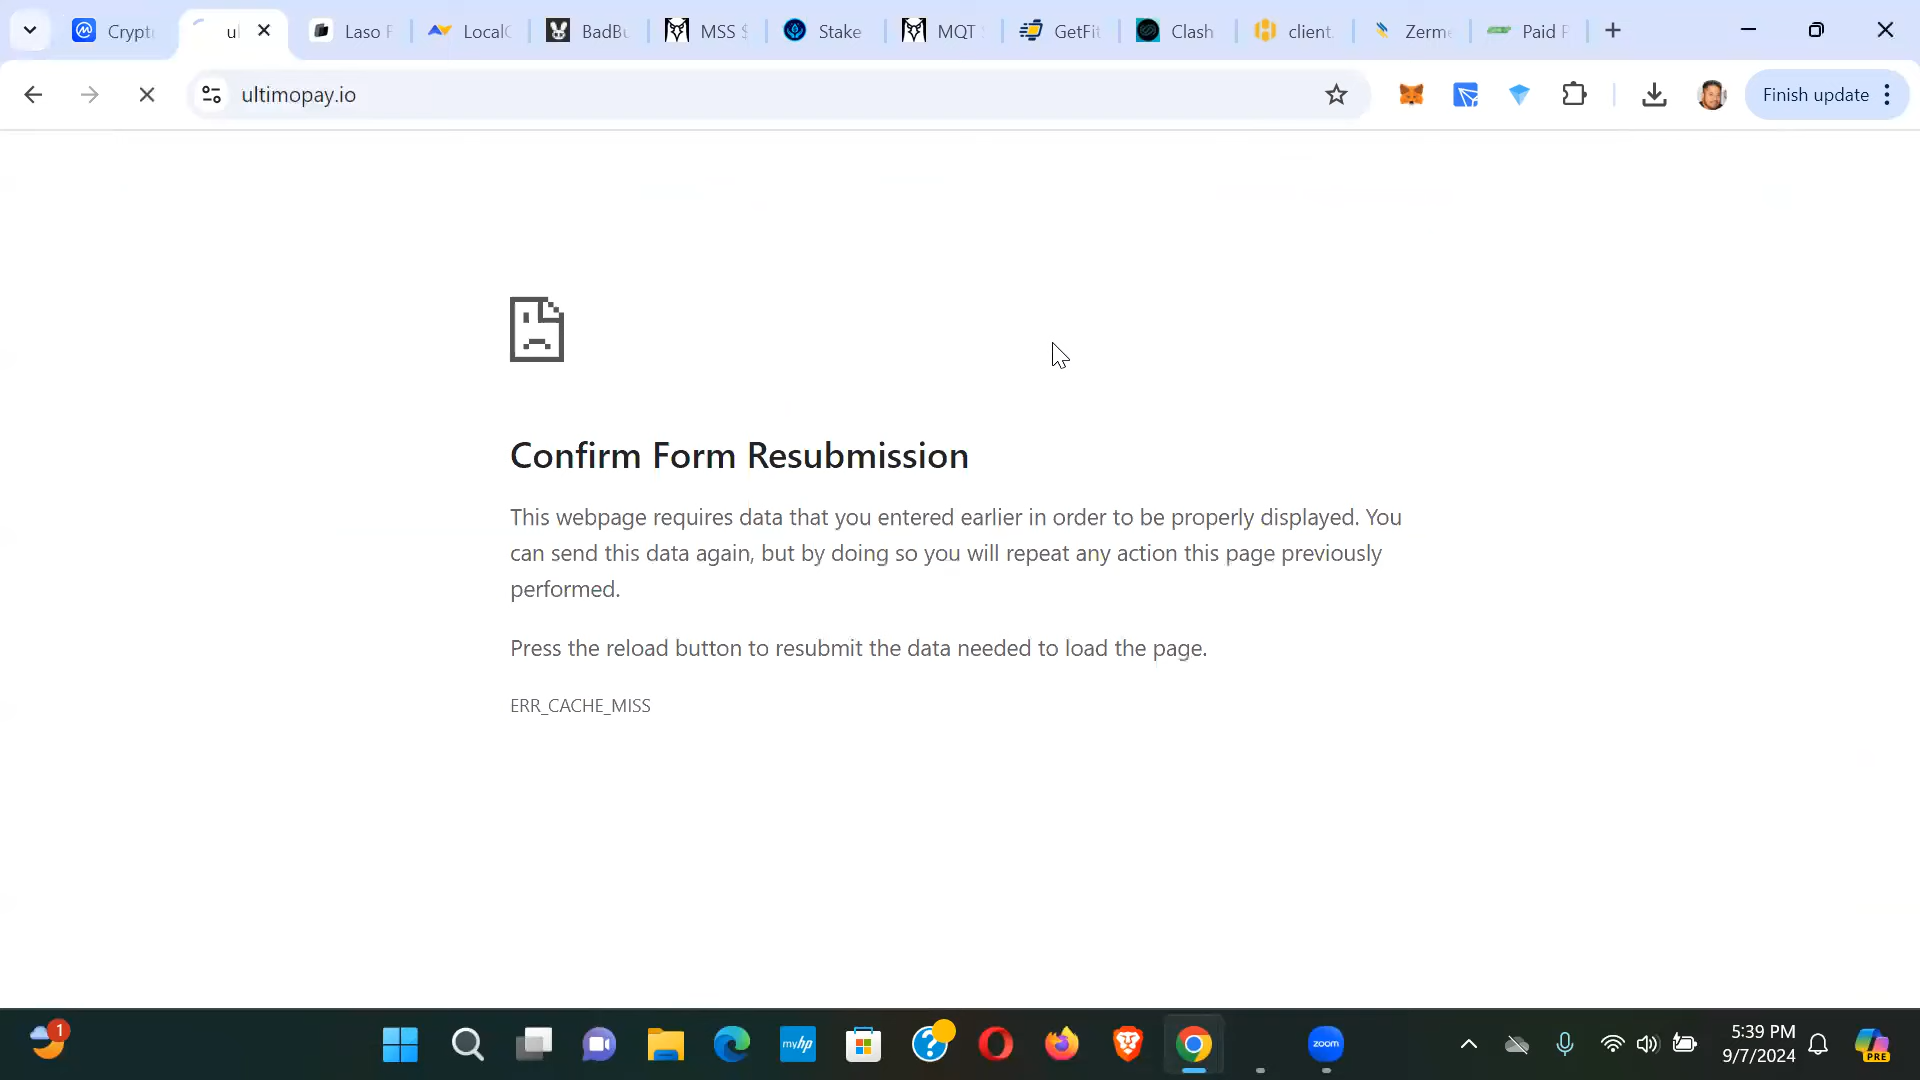 Crypt
ul
Laso F
LocalC
BadBu
MSS $
Stake
MQT
GetFit
Clash
client.
Zerme
Paid P
ultimopay.io
Finish update
Confirm Form Resubmission
This webpage requires data that you entered earlier in order to be properly displayed. You
can send this data again, but by doing so you will repeat any action this page previously
performed.
Press the reload button to resubmit the data needed to load the page.
ERR_CACHE_MISS
1
myhp
zoom
5:39 PM
9/7/2024
PRE